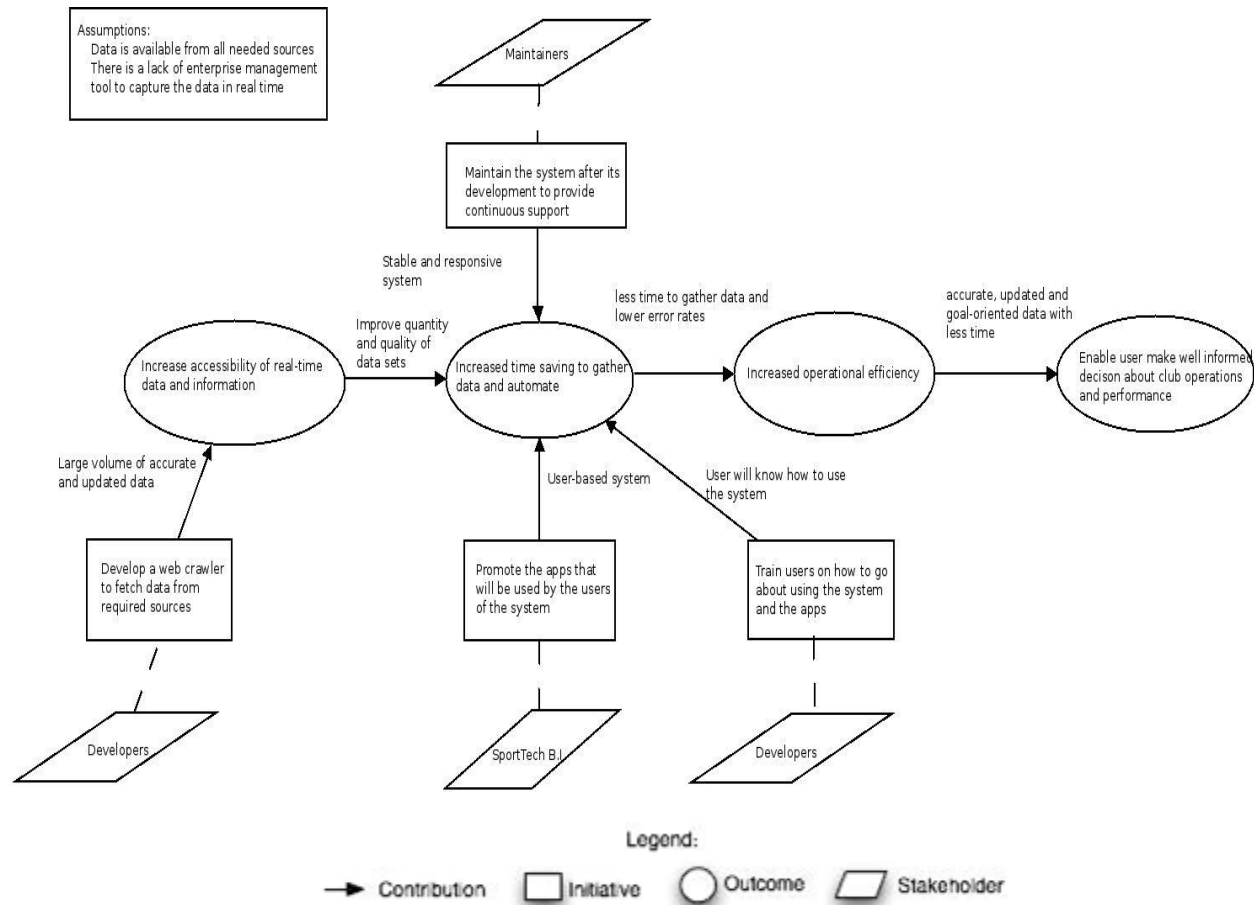 Assumptions:
Data is available from all needed sources
There is a lack of enterprise management
tool to capture the data in real time
Maintainers
Maintain the system after its
development to provide
continuous support
Stable and responsive
system
less time to gather data and
lower error rates
accurate, updated and
goal-oriented data with
less time
Improve quantity
and quality of
data sets
Increase accessibility of real-time
data and information
Increased time saving to gather
data and automate
Increased operational efficiency
Enable user make well informed
decison about club operations
and performance
Large volume of accurate
and updated data
User-based system
User will know how to use
the system
Develop a web crawler
to fetch data from
required sources
Promote the apps that
will be used by the users
of the system
Train users on how to go
about using the system
and the apps
Developers
SportTech B.I.
Developers
Legend:
Contribution
Initiative
Outcome
Stakeholder